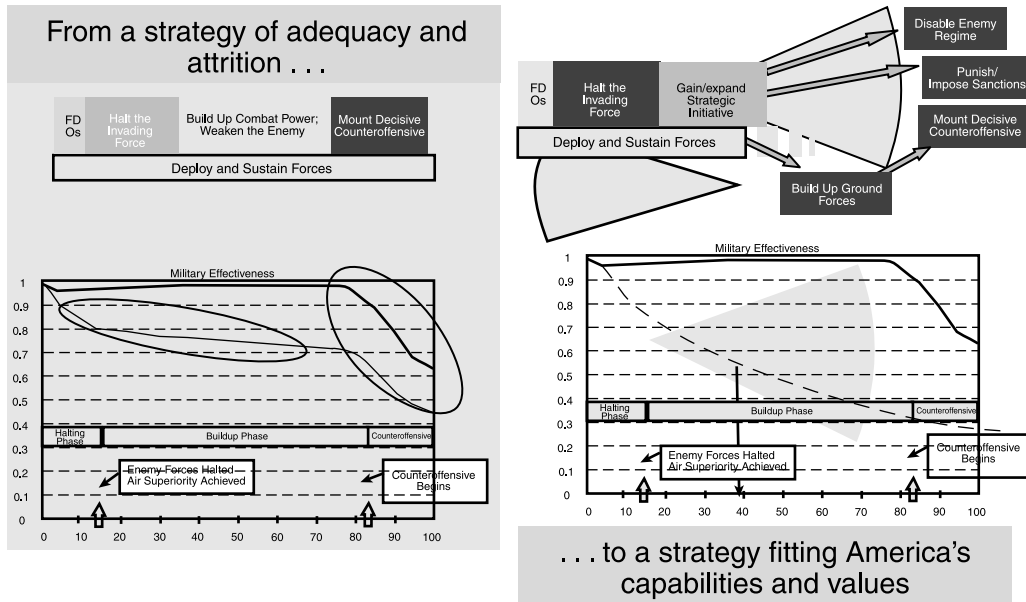 From a strategy of adequacy and
attrition . . .
FD
Os
Halt the
Invading
Force
Build Up Combat Power;
Weaken the Enemy
Mount Decisive
Counteroffensive
Deploy and Sustain Forces
Military Effectiveness
1
0.9
0.8
0.7
0.6
0.5
0.4
0.3
0.2
0.1
0
Halting
Phase
Buildup Phase
Counteroffensive
Enemy Forces Halted
Air Superiority Achieved
Counteroffensive
Begins
0 10 20 30 40 50 60 70 80 90 100
FD
Os
Halt the
Invading
Force
Gain/expand
Strategic
Initiative
Disable Enemy
Regime
Punish/
Impose Sanctions
Mount Decisive
Counteroffensive
Deploy and Sustain Forces
Build Up Ground
Forces
Military Effectiveness
1
0.9
0.8
0.7
0.6
0.5
0.4
0.3
0.2
0.1
0
Halting
Phase
Buildup Phase
Counteroffensive
Enemy Forces Halted
Air Superiority Achieved
Counteroffensive
Begins
0 10 20 30 40 50 60 70 80 90 100
. . . to a strategy fitting America's
capabilities and values